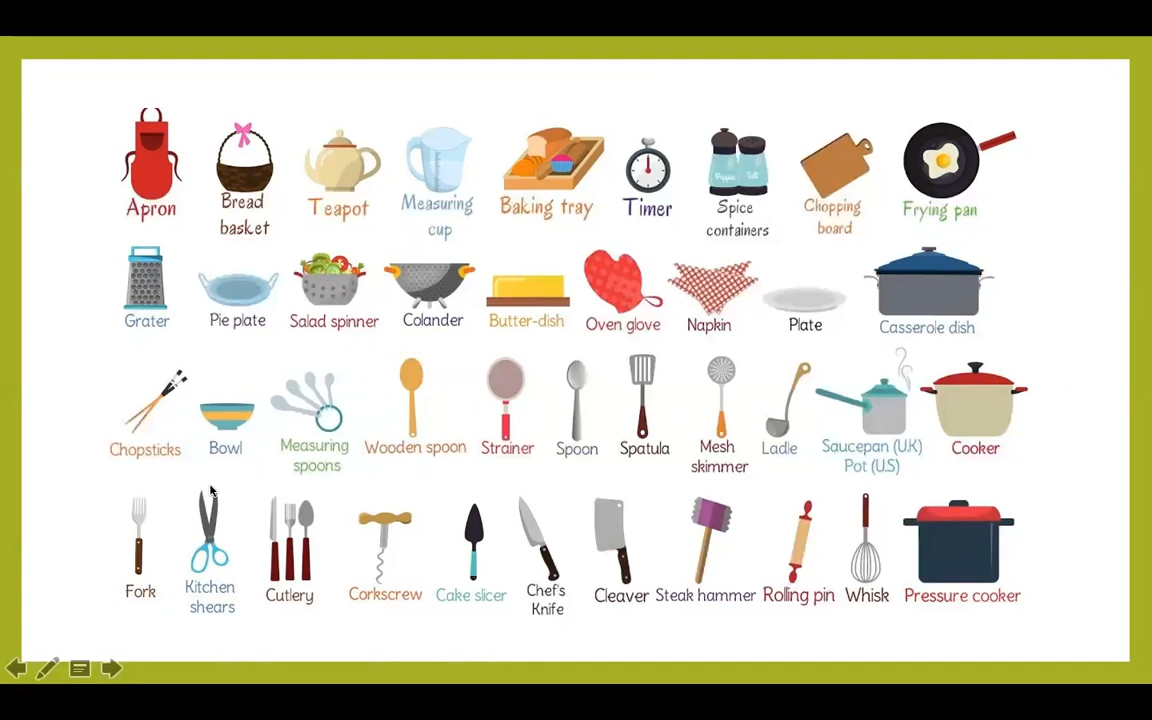 Apron
Bread
basket
Teapot
Measuring
cup
Baking tray
Timer
Pepper
Salt
Spice
containers
Chopping
board
Frying pan
Grater
Pie plate
Salad spinner
Colander
Butter-dish
Oven glove
Napkin
Plate
Casserole dish
Chopsticks
Bowl
Measuring
spoons
Wooden spoon
Strainer
Spoon
Spatula
Mesh
skimmer
Ladle
Saucepan (U.K)
Pot (U.S)
Cooker
Fork
Kitchen
shears
Cutlery
Corkscrew
Cake slicer
Chef's
Knife
Cleaver
Steak hammer
Rolling pin
Whisk
Pressure cooker